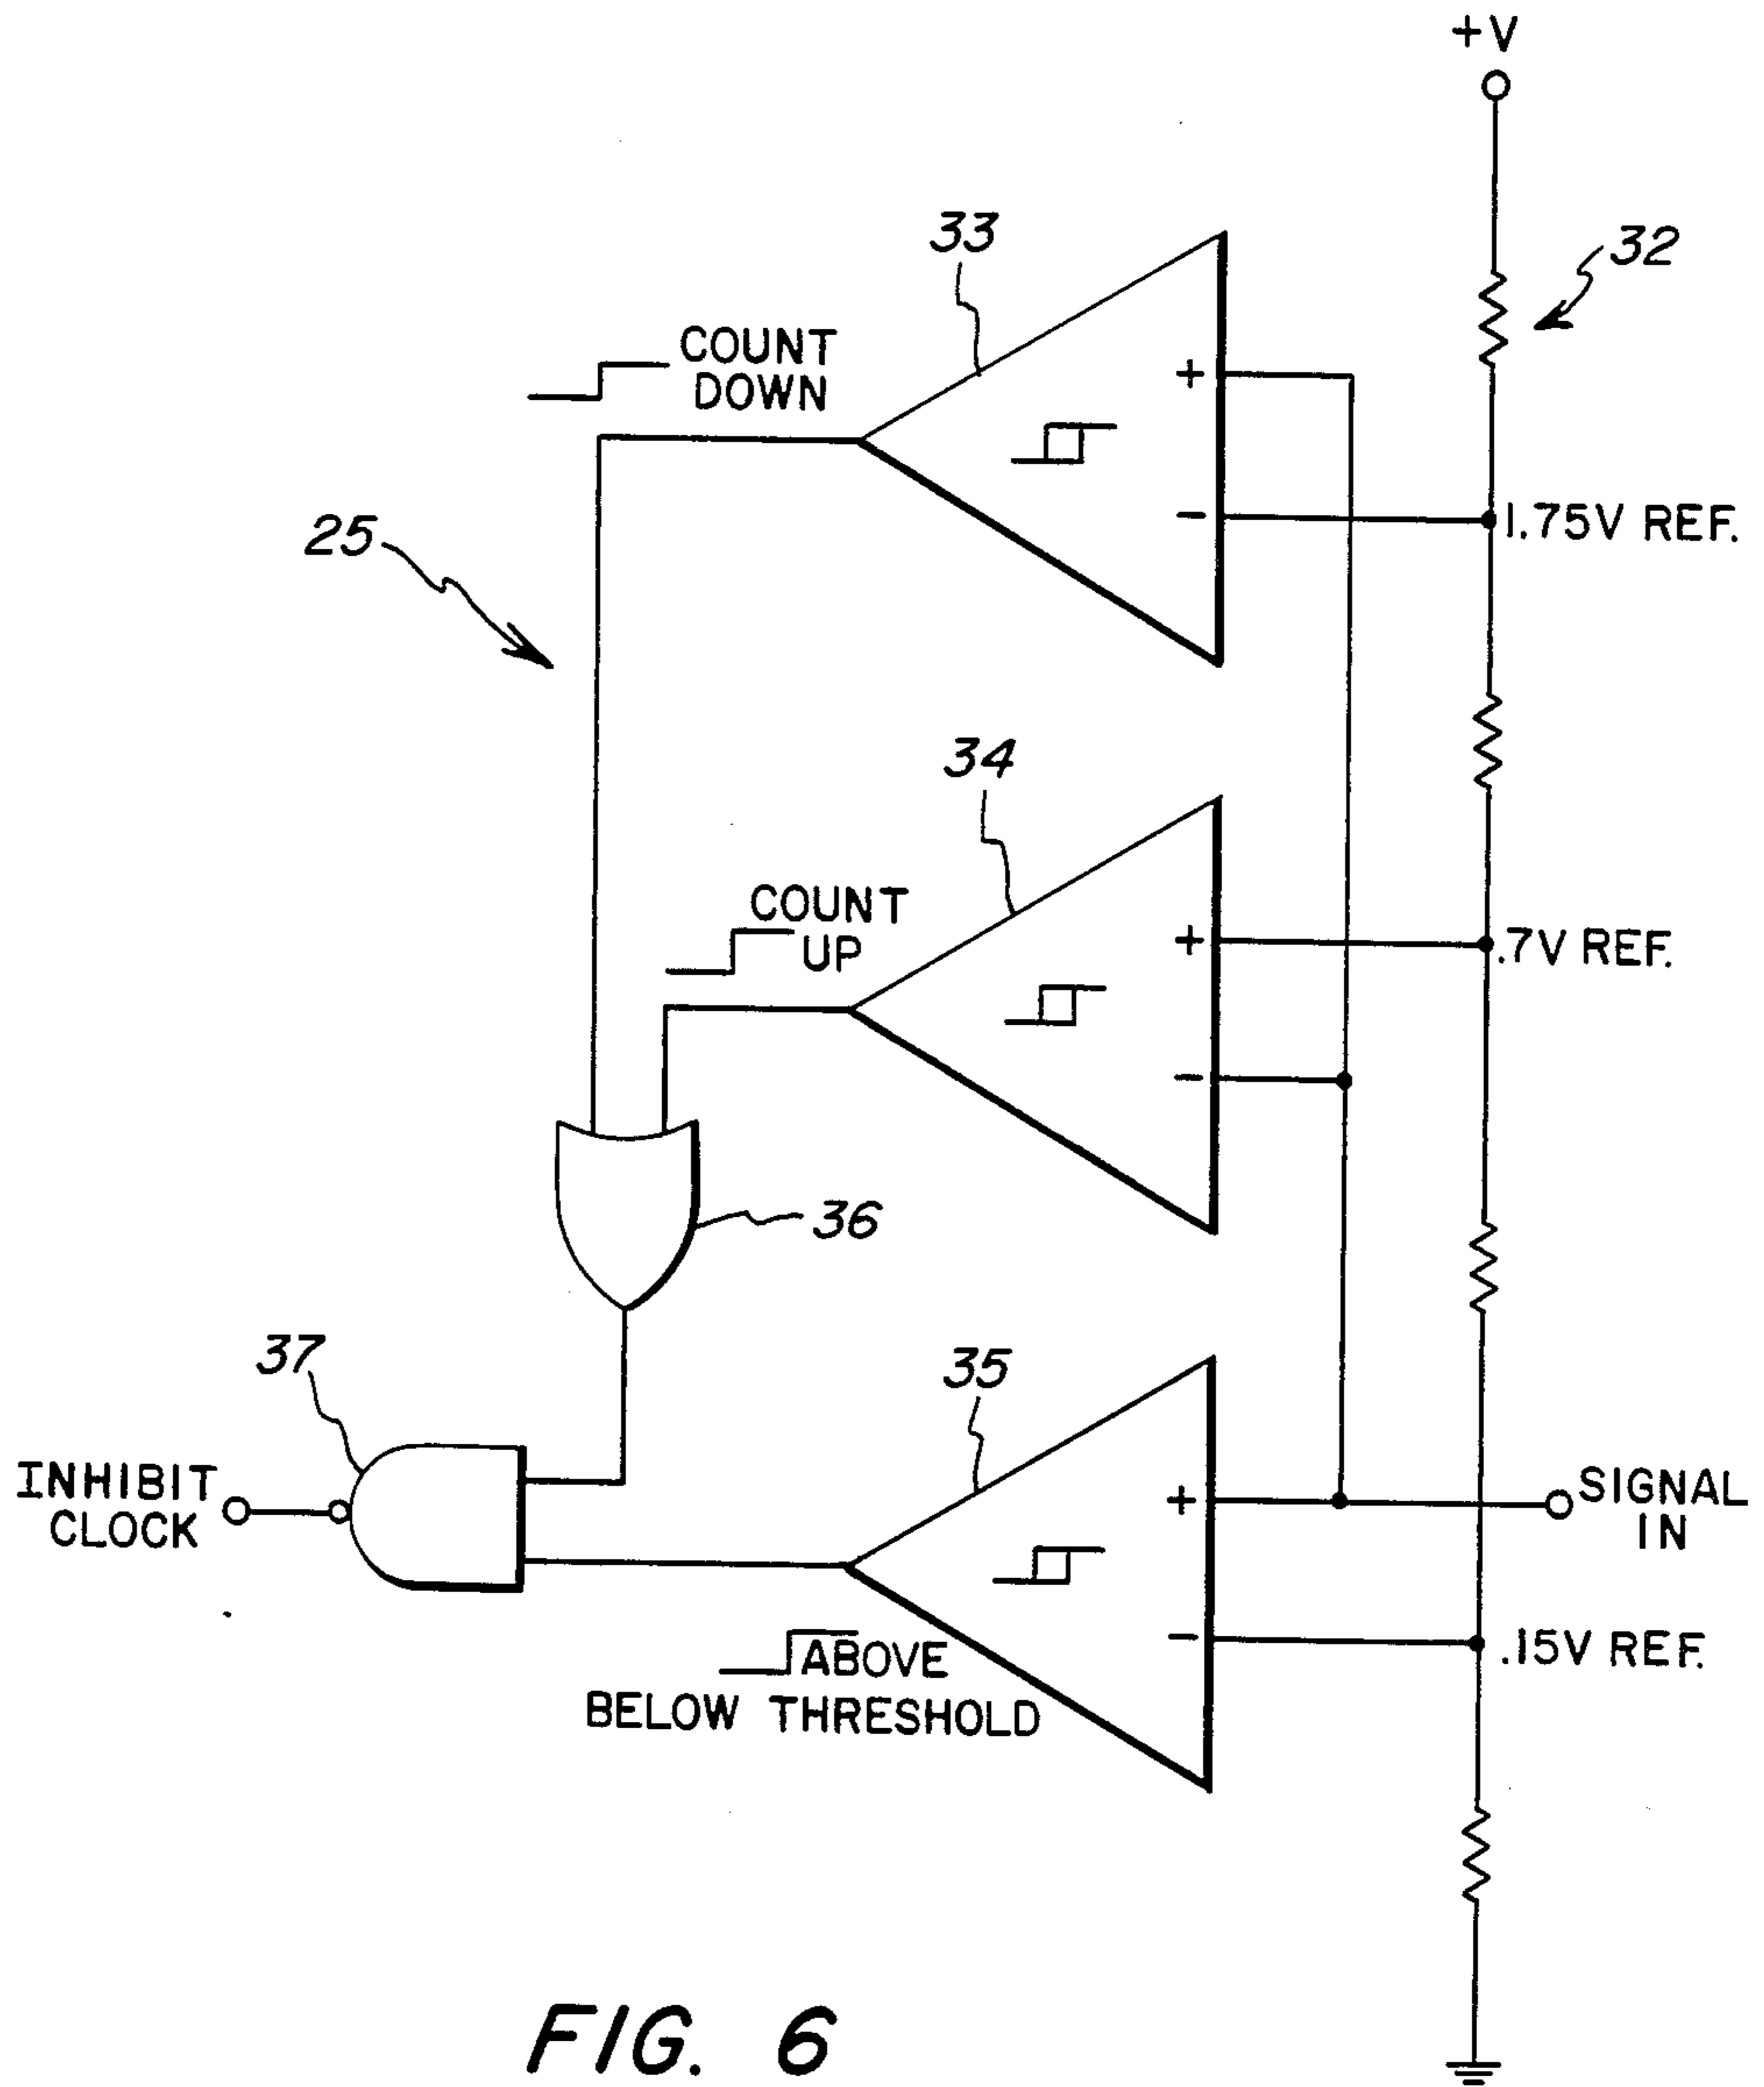 +V
33
32
COUNT
DOWN
+
−
1.75V REF.
25
34
COUNT
UP
+
.7V REF.
−
36
37
35
INHIBIT
CLOCK
+
SIGNAL
IN
−
.15V REF.
ABOVE
BELOW THRESHOLD
FIG. 6